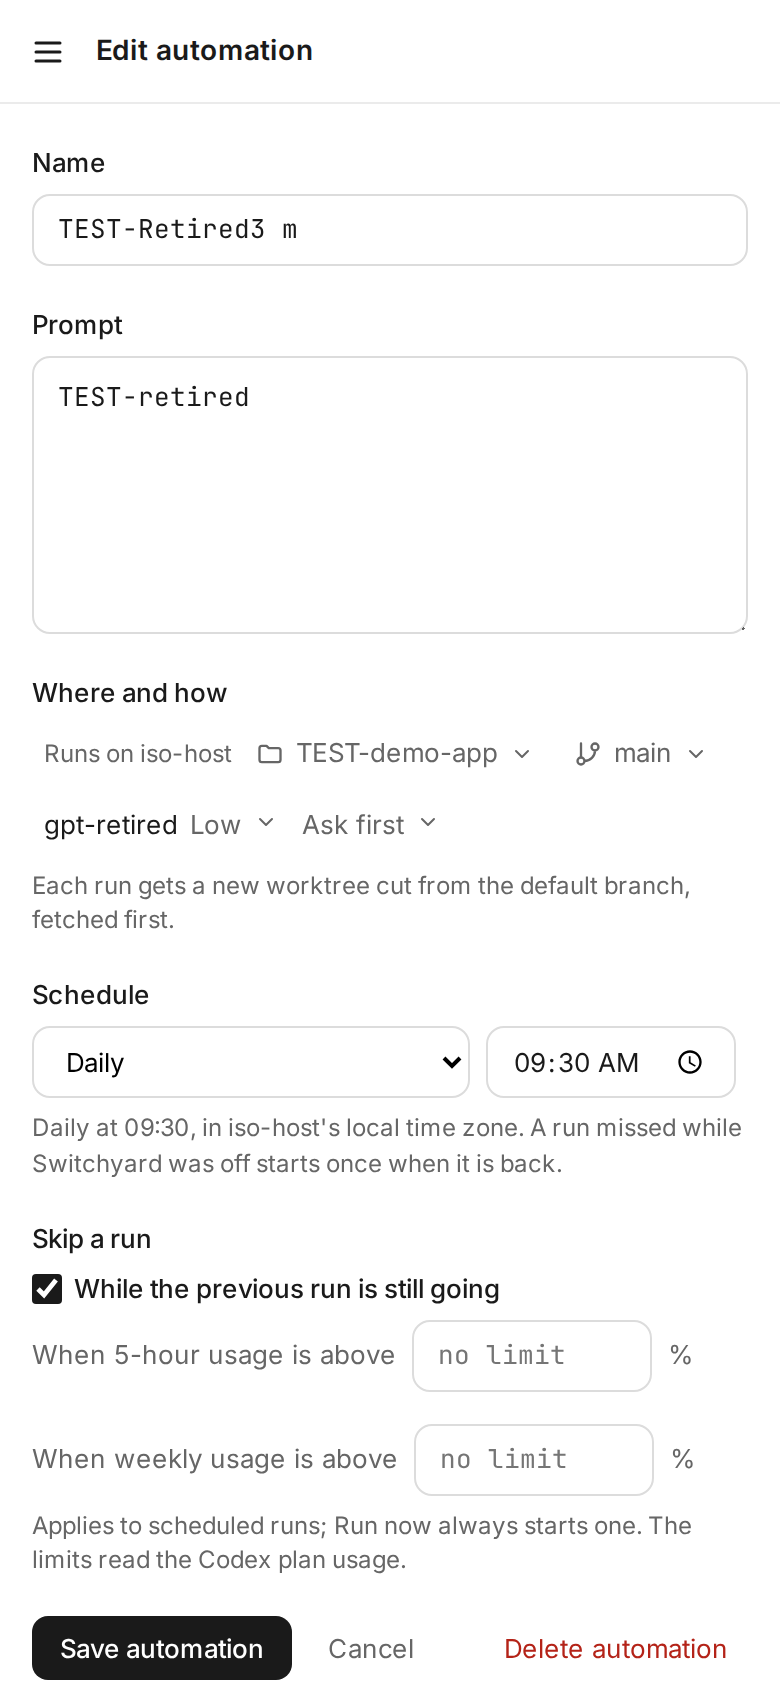 Edit automation
Name
TEST-Retired3 m
Prompt
TEST-retired
Where and how
Runs on iso-host TEST-demo-app main
gpt-retired Low Ask first
Each run gets a new worktree cut from the default branch,
fetched first.
Schedule
Daily 09:30 AM
Daily at 09:30, in iso-host's local time zone. A run missed while
Switchyard was off starts once when it is back.
Skip a run
While the previous run is still going
When 5-hour usage is above no limit %
When weekly usage is above no limit %
Applies to scheduled runs; Run now always starts one. The
limits read the Codex plan usage.
Save automation Cancel Delete automation